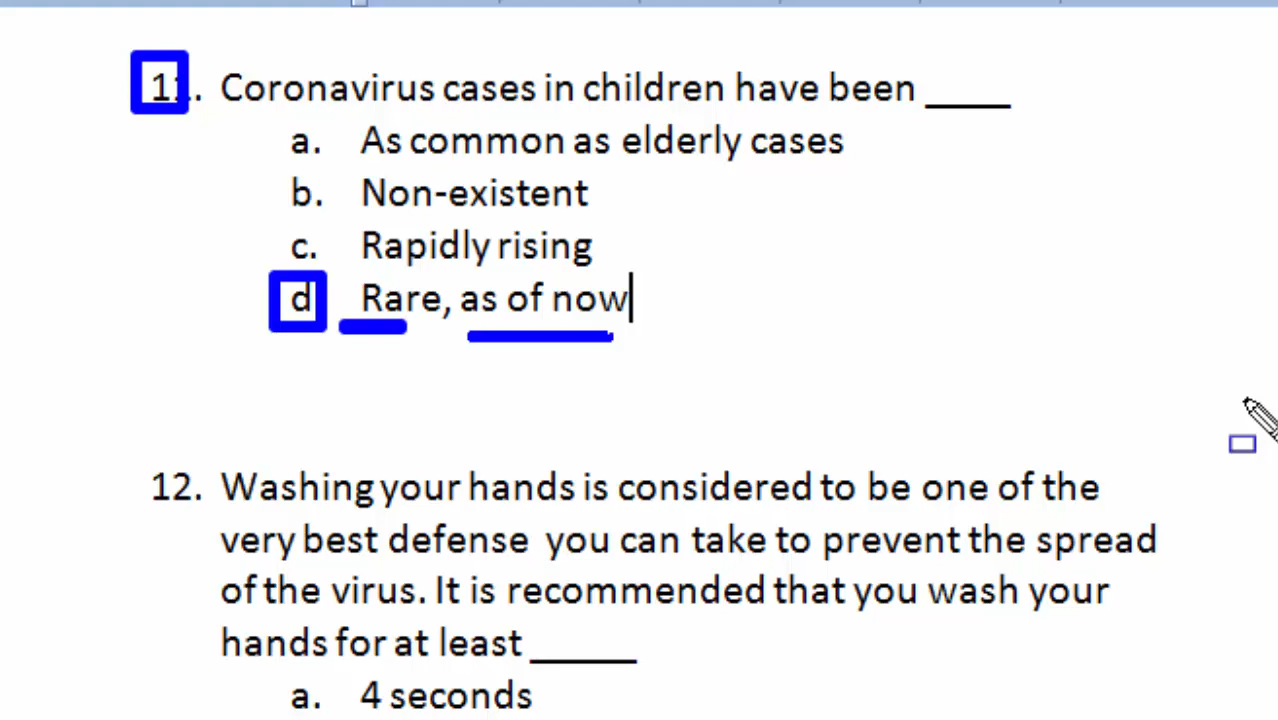 11. Coronavirus cases in children have been ____
a. As common as elderly cases
b. Non-existent
c. Rapidly rising
d Rare, as of now
12. Washing your hands is considered to be one of the
very best defense you can take to prevent the spread
of the virus. It is recommended that you wash your
hands for at least _____
a. 4 seconds